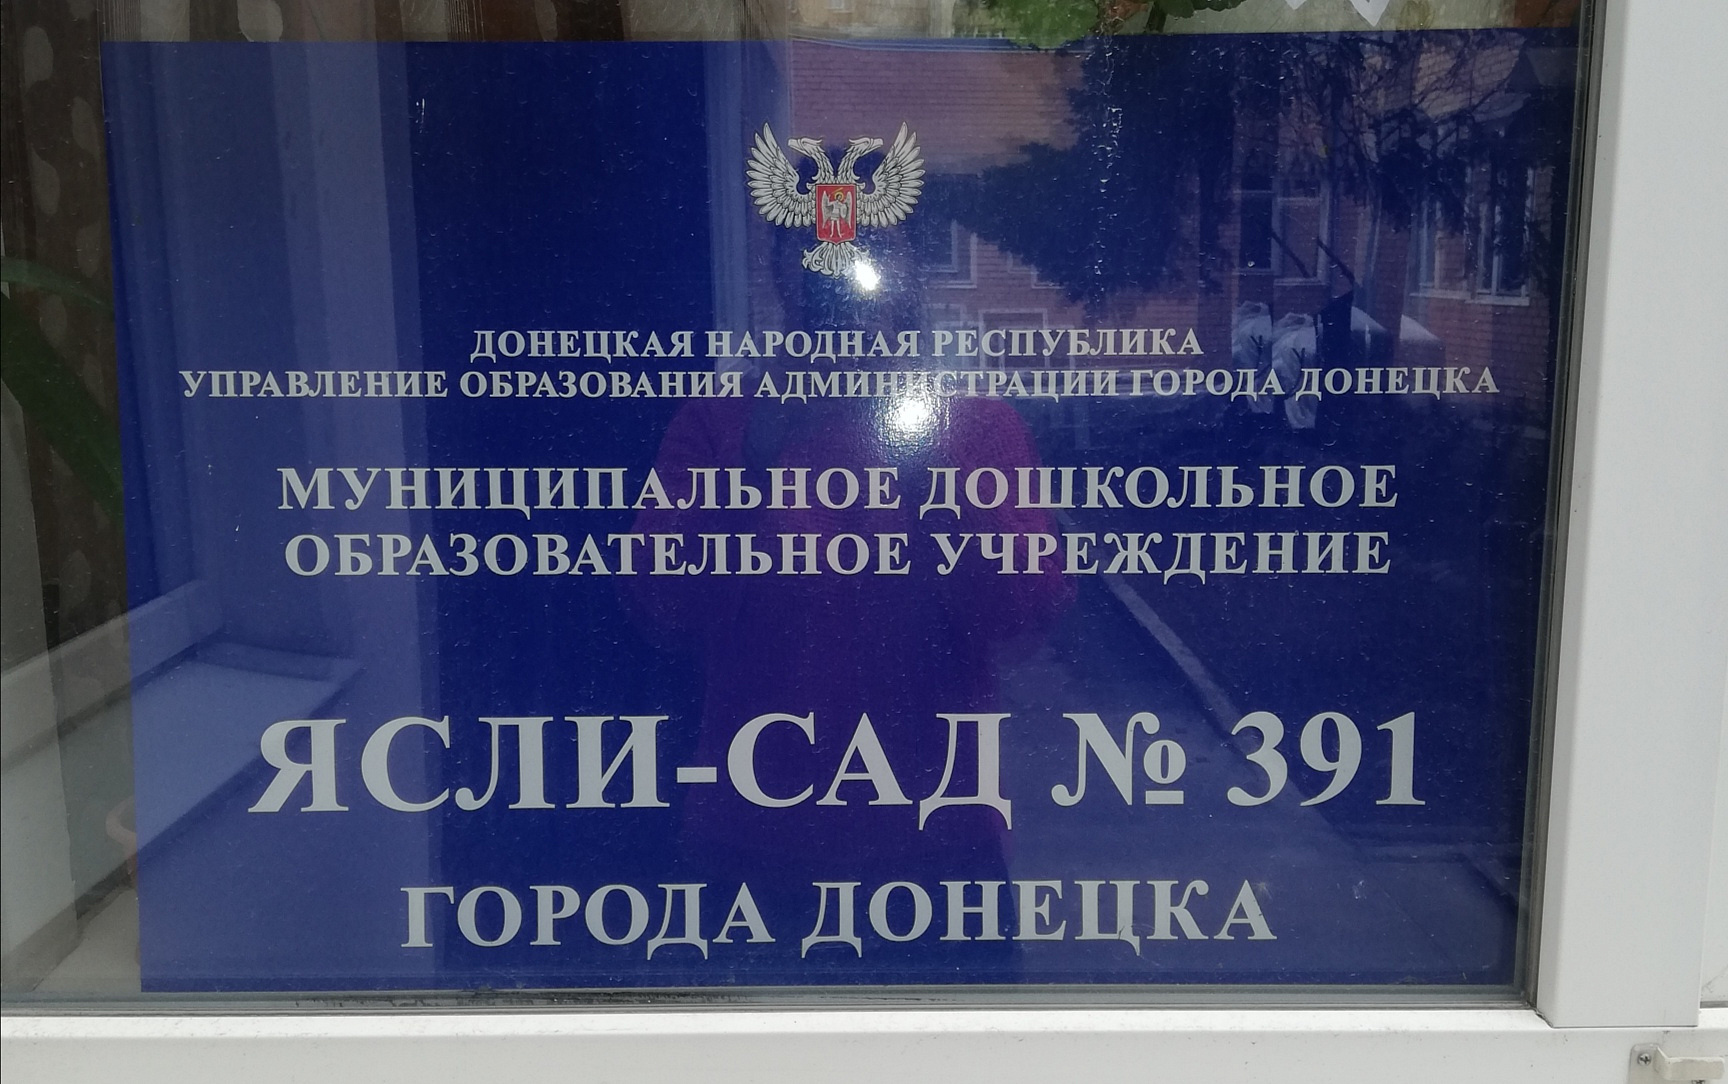 ДОНЕЦКАЯ НАРОДНАЯ РЕСПУБЛИКА
УПРАВЛЕНИЕ ОБРАЗОВАНИЯ АДМИНИСТРАЦИИ ГОРОДА ДОНЕЦКА
МУНИЦИПАЛЬНОЕ ДОШКОЛЬНОЕ
ОБРАЗОВАТЕЛЬНОЕ УЧРЕЖДЕНИЕ
ЯСЛИ-САД № 391
ГОРОДА ДОНЕЦКА